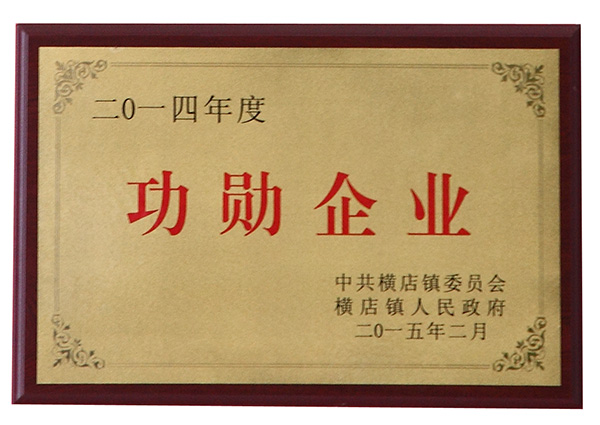 二0一四年度
功勋企业
中共横店镇委员会
横店镇人民政府
二0一五年二月